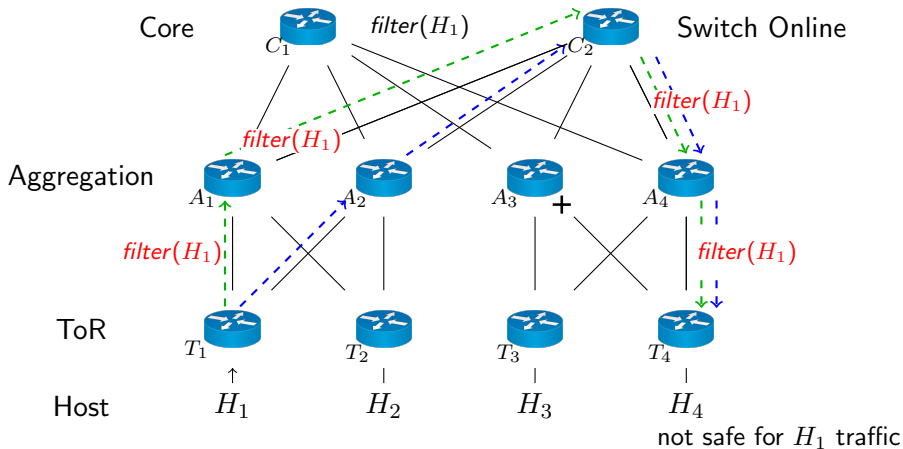 Core
filter(H₁)
Switch Online
C₁
C₂
filter(H₁)
filter(H₁)
Aggregation
A₁
A₂
A₃
A₄
+
filter(H₁)
filter(H₁)
ToR
T₁
T₂
T₃
T₄
Host
H₁
H₂
H₃
H₄
not safe for H₁ traffic